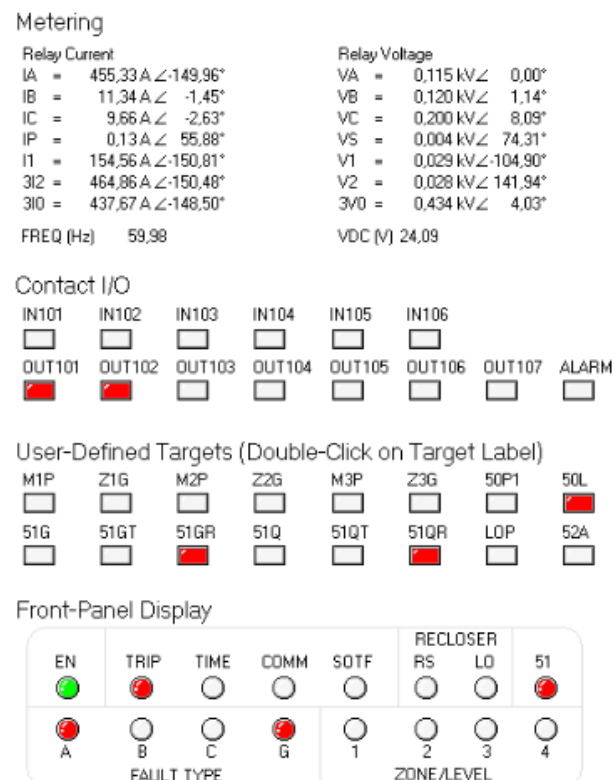 Metering
Relay Current Relay Voltage
IA = 455,33 A ∠-149,96° VA = 0,115 kV∠ 0,00°
IB = 11,34 A ∠ -1,45° VB = 0,120 kV∠ 1,14°
IC = 9,66 A ∠ -2,63° VC = 0,200 kV∠ 8,09°
IP = 0,13 A ∠ 55,88° VS = 0,004 kV∠ 74,31°
I1 = 154,56 A ∠-150,81° V1 = 0,029 kV∠-104,90°
3I2 = 464,86 A ∠-150,48° V2 = 0,028 kV∠ 141,94°
3I0 = 437,67 A ∠-148,50° 3V0 = 0,434 kV∠ 4,03°
FREQ (Hz) 59,98 VDC (V) 24,09
Contact I/O
IN101 IN102 IN103 IN104 IN105 IN106
OUT101 OUT102 OUT103 OUT104 OUT105 OUT106 OUT107 ALARM
User-Defined Targets (Double-Click on Target Label)
M1P Z1G M2P Z2G M3P Z3G 50P1 50L
51G 51GT 51GR 51Q 51QT 51QR LOP 52A
Front-Panel Display
RECLOSER
EN TRIP TIME COMM SOTF RS LO 51
A B C G 1 2 3 4
FAULT TYPE ZONE/LEVEL